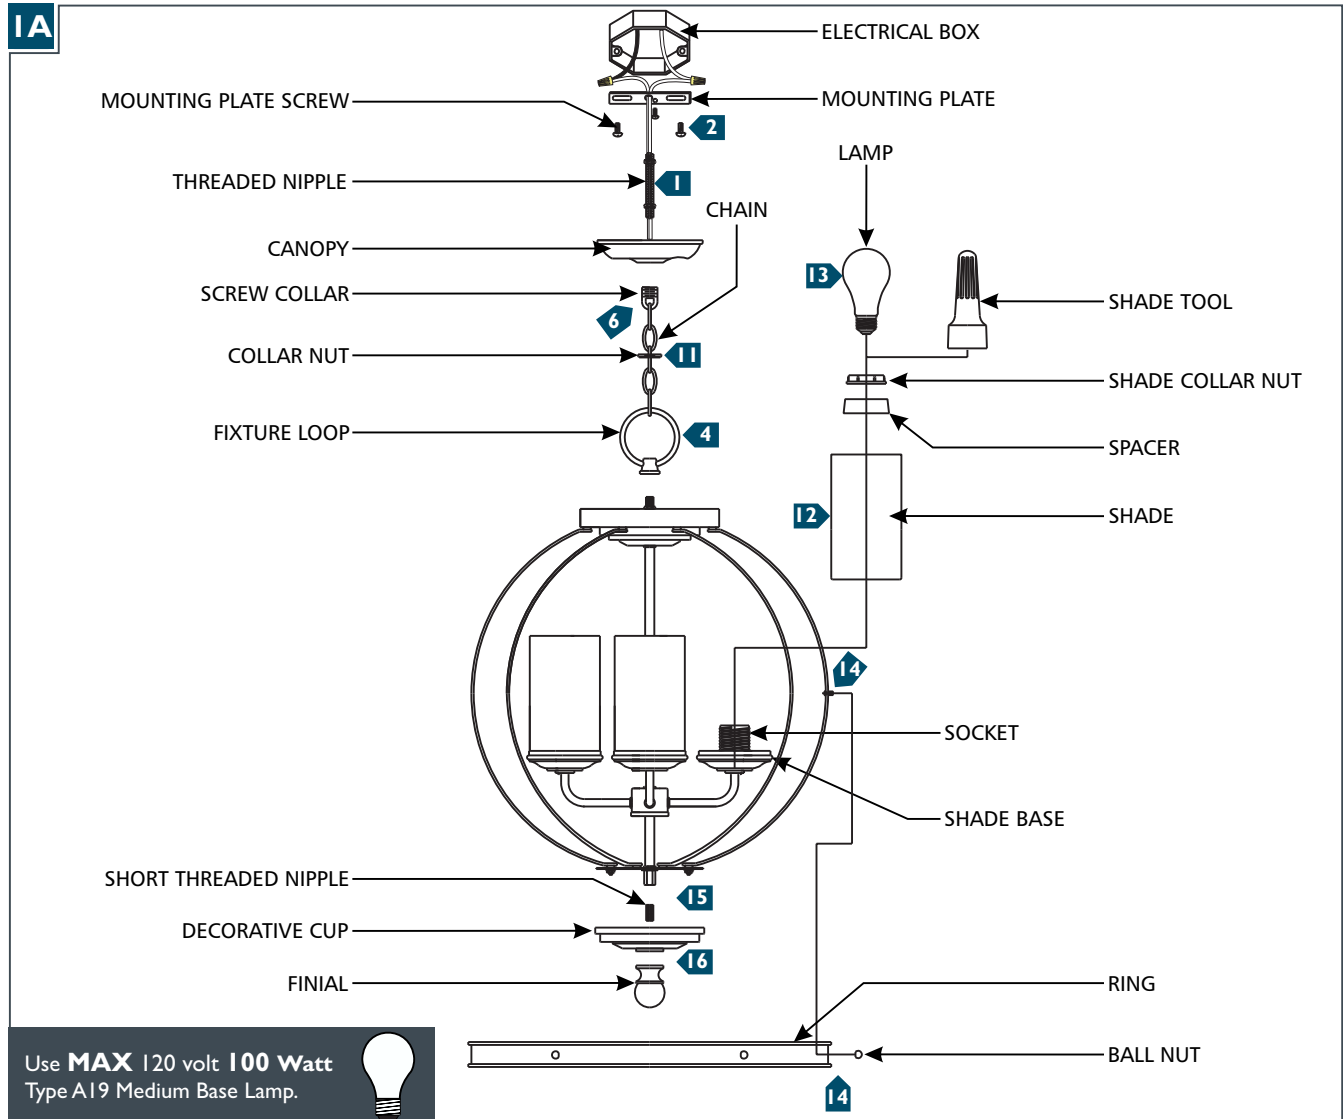 1A
ELECTRICAL BOX
MOUNTING PLATE SCREW
MOUNTING PLATE
2
LAMP
THREADED NIPPLE
1
CHAIN
CANOPY
13
SCREW COLLAR
SHADE TOOL
6
COLLAR NUT
11
SHADE COLLAR NUT
FIXTURE LOOP
4
SPACER
12
SHADE
14
SOCKET
SHADE BASE
SHORT THREADED NIPPLE
15
DECORATIVE CUP
16
FINIAL
RING
Use MAX 120 volt 100 Watt
Type A19 Medium Base Lamp.
BALL NUT
14